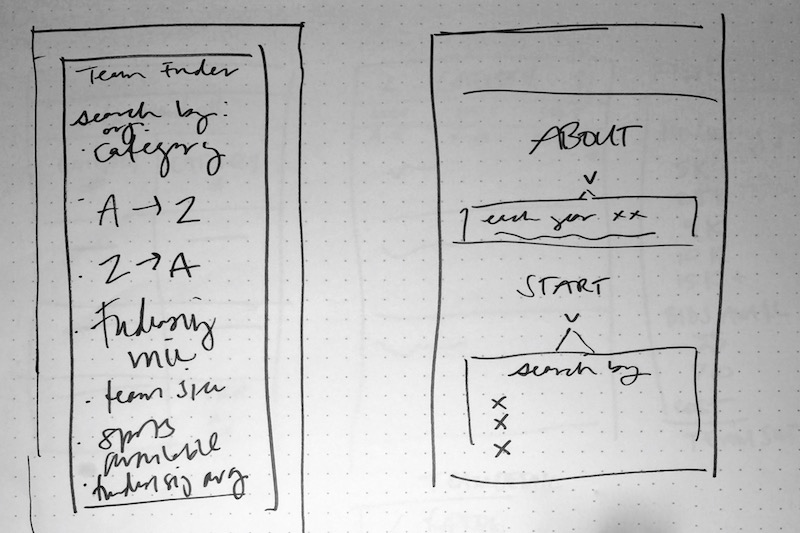 Team Finder
search by:
org.
· category
· A → Z
· Z → A
· Fundraising
min
· team size
· spots
available
· fundraising avg
ABOUT
v
each year xx
START
v
search by
x
x
x